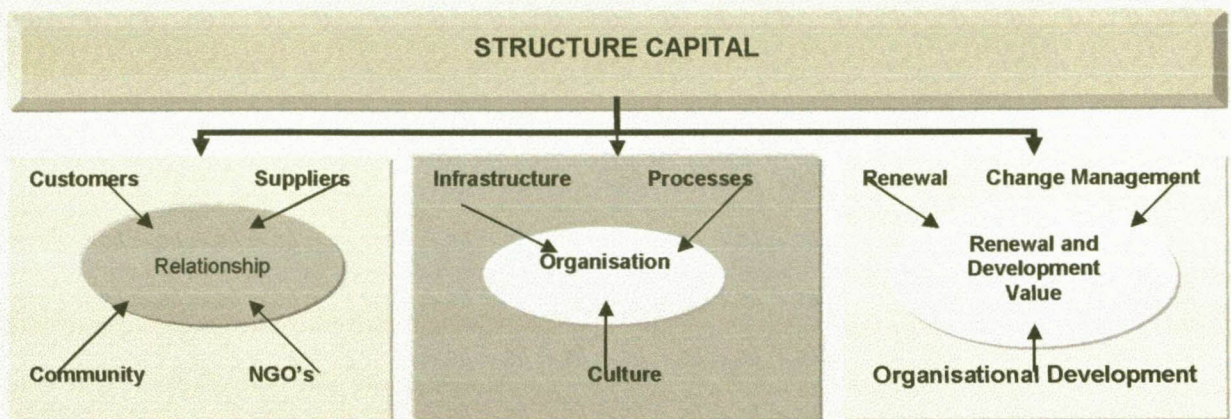 STRUCTURE CAPITAL
Customers
Suppliers
Relationship
Community
NGO's
Infrastructure
Processes
Organisation
Culture
Renewal
Change Management
Renewal and
Development
Value
Organisational Development